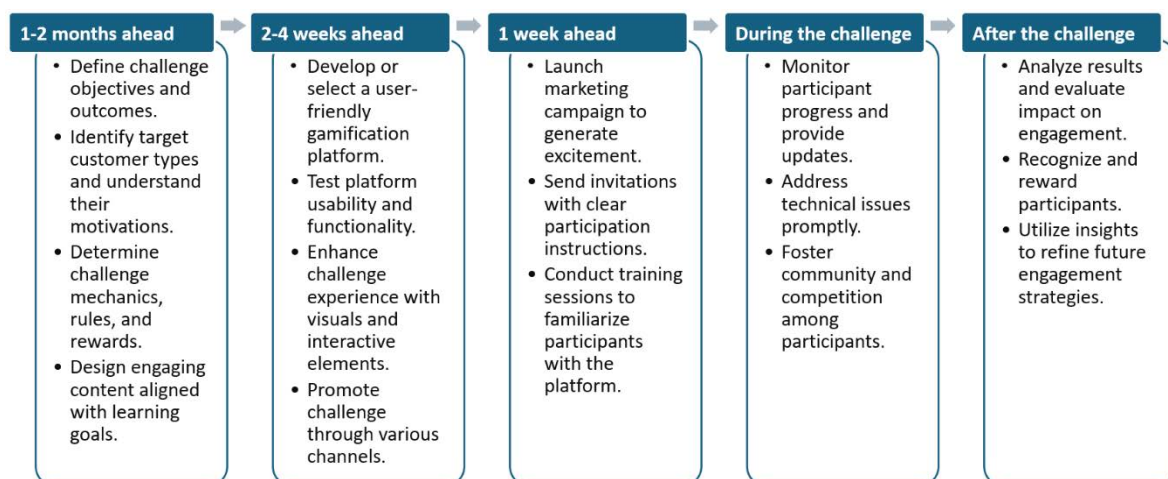 1-2 months ahead
• Define challenge
objectives and
outcomes.
• Identify target
customer types
and understand
their
motivations.
• Determine
challenge
mechanics,
rules, and
rewards.
• Design engaging
content aligned
with learning
goals.
2-4 weeks ahead
• Develop or
select a user-
friendly
gamification
platform.
• Test platform
usability and
functionality.
• Enhance
challenge
experience with
visuals and
interactive
elements.
• Promote
challenge
through various
channels.
1 week ahead
• Launch
marketing
campaign to
generate
excitement.
• Send invitations
with clear
participation
instructions.
• Conduct training
sessions to
familiarize
participants
with the
platform.
During the challenge
• Monitor
participant
progress and
provide
updates.
• Address
technical issues
promptly.
• Foster
community and
competition
among
participants.
After the challenge
• Analyze results
and evaluate
impact on
engagement.
• Recognize and
reward
participants.
• Utilize insights
to refine future
engagement
strategies.